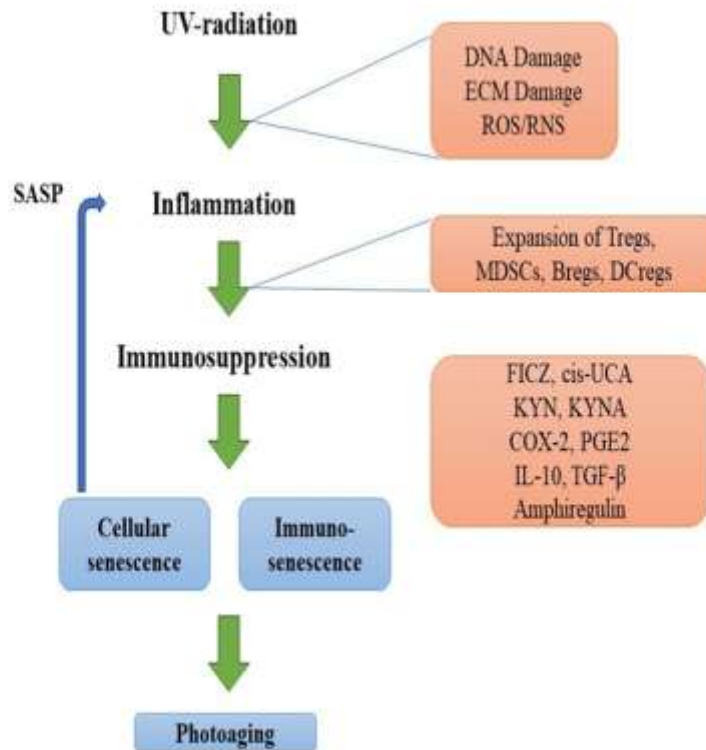 UV-radiation
DNA Damage
ECM Damage
ROS/RNS
SASP
Inflammation
Expansion of Tregs,
MDSCs, Bregs, DCregs
Immunosuppression
FICZ, cis-UCA
KYN, KYNA
COX-2, PGE2
IL-10, TGF-β
Amphiregulin
Cellular
senescence
Immuno-
senescence
Photoaging